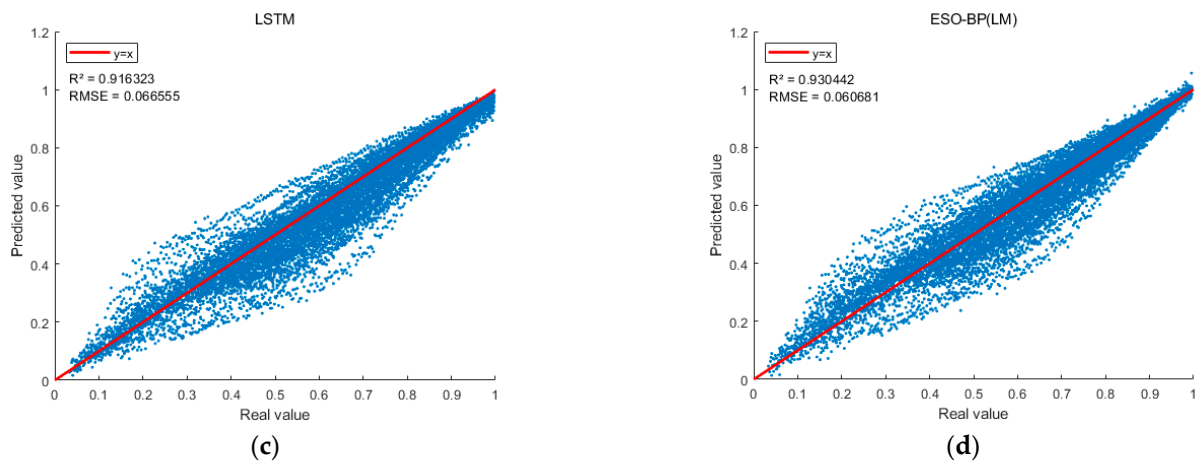 LSTM
1.2
y=x
R² = 0.916323
RMSE = 0.066555
1
0.8
0.6
0.4
0.2
0
Predicted value
0 0.1 0.2 0.3 0.4 0.5 0.6 0.7 0.8 0.9 1
Real value
(c)
ESO-BP(LM)
1.2
y=x
R² = 0.930442
RMSE = 0.060681
1
0.8
0.6
0.4
0.2
0
Predicted value
0 0.1 0.2 0.3 0.4 0.5 0.6 0.7 0.8 0.9 1
Real value
(d)